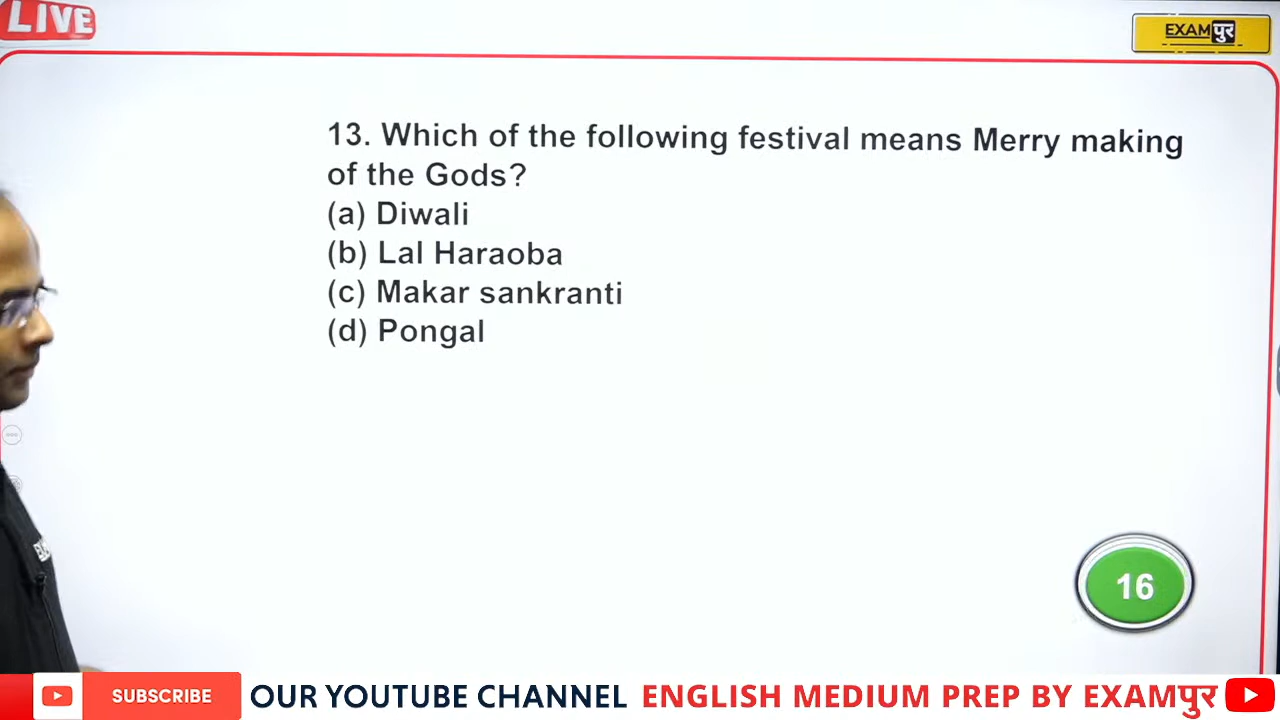 LIVE
EXAMपुर
13. Which of the following festival means Merry making
of the Gods?
(a) Diwali
(b) Lal Haraoba
(c) Makar sankranti
(d) Pongal
16
SUBSCRIBE
OUR YOUTUBE CHANNEL ENGLISH MEDIUM PREP BY EXAMपुर